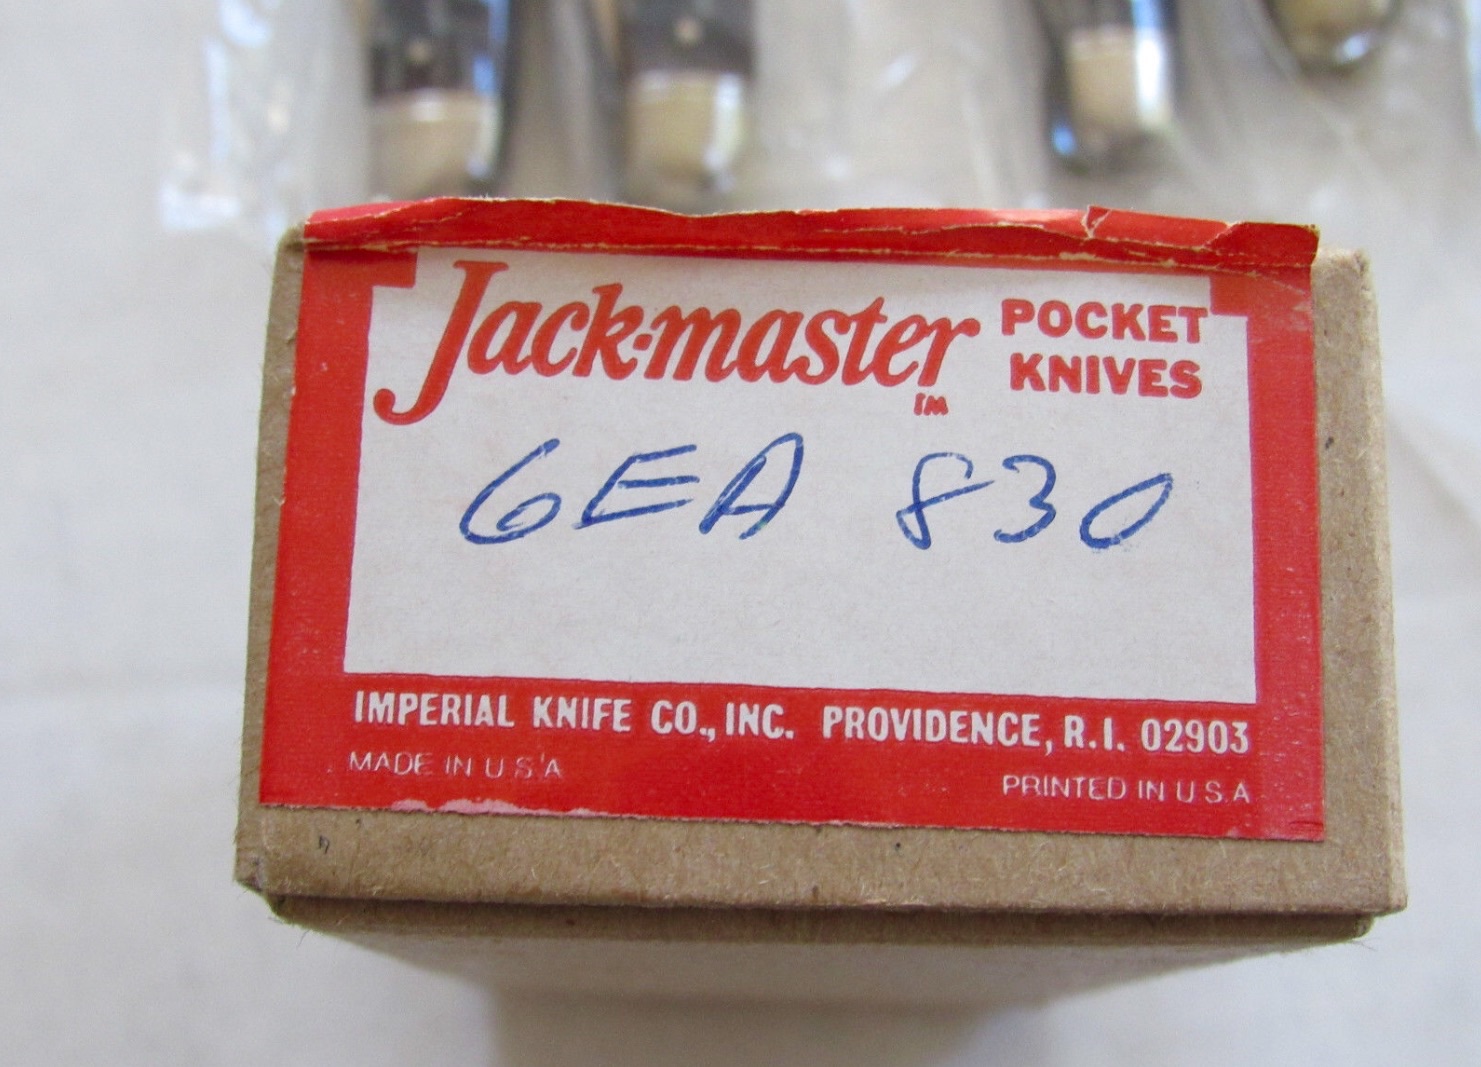 Jack-master POCKET
KNIVES
TM
6EA 830
IMPERIAL KNIFE CO., INC. PROVIDENCE, R.I. 02903
MADE IN U.S.A
PRINTED IN U S A